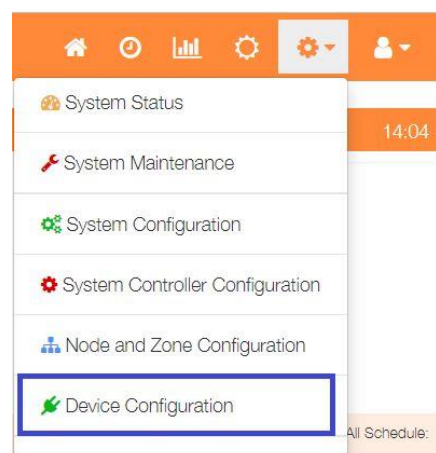 System Status
14:04
System Maintenance
System Configuration
System Controller Configuration
Node and Zone Configuration
Device Configuration
All Schedule: